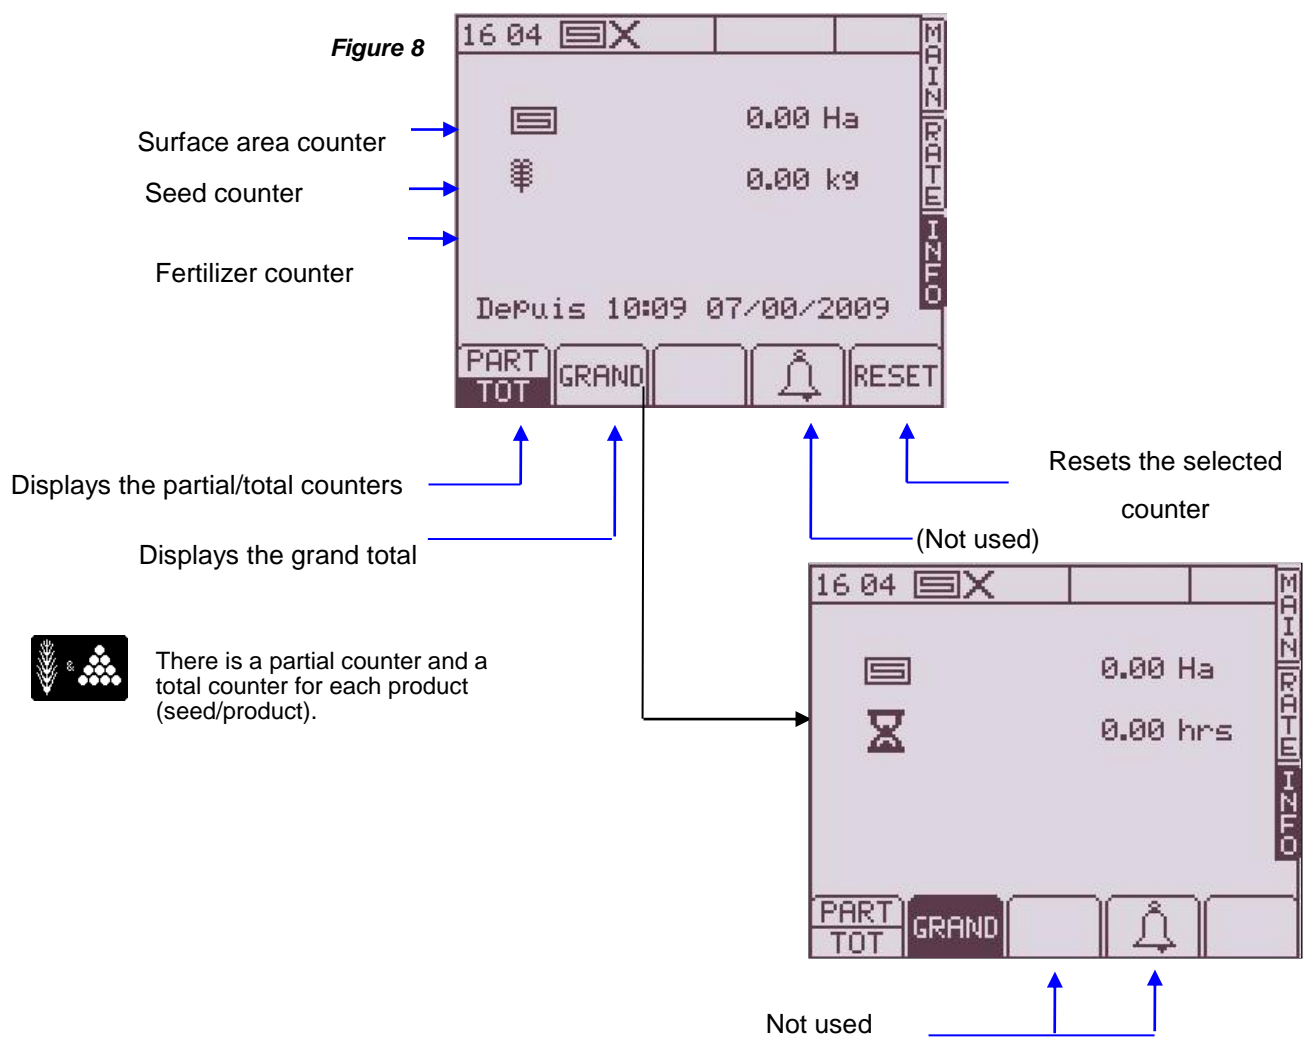 Figure 8
16 04
MAIN
RATE
INFO
0.00 Ha
Surface area counter
0.00 kg
Seed counter
Fertilizer counter
Depuis 10:09 07/00/2009
PART
TOT
GRAND
RESET
Displays the partial/total counters
Resets the selected
counter
Displays the grand total
(Not used)
16 04
MAIN
RATE
INFO
0.00 Ha
0.00 hrs
&
There is a partial counter and a
total counter for each product
(seed/product).
PART
TOT
GRAND
Not used